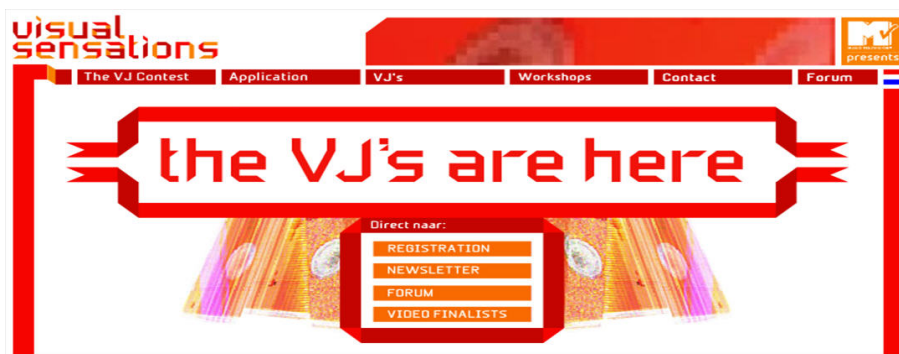 visual
sensations
presents
The VJ Contest Application VJ's Workshops Contact Forum
the VJ's are here
Direct naar:
REGISTRATION
NEWSLETTER
FORUM
VIDEO FINALISTS